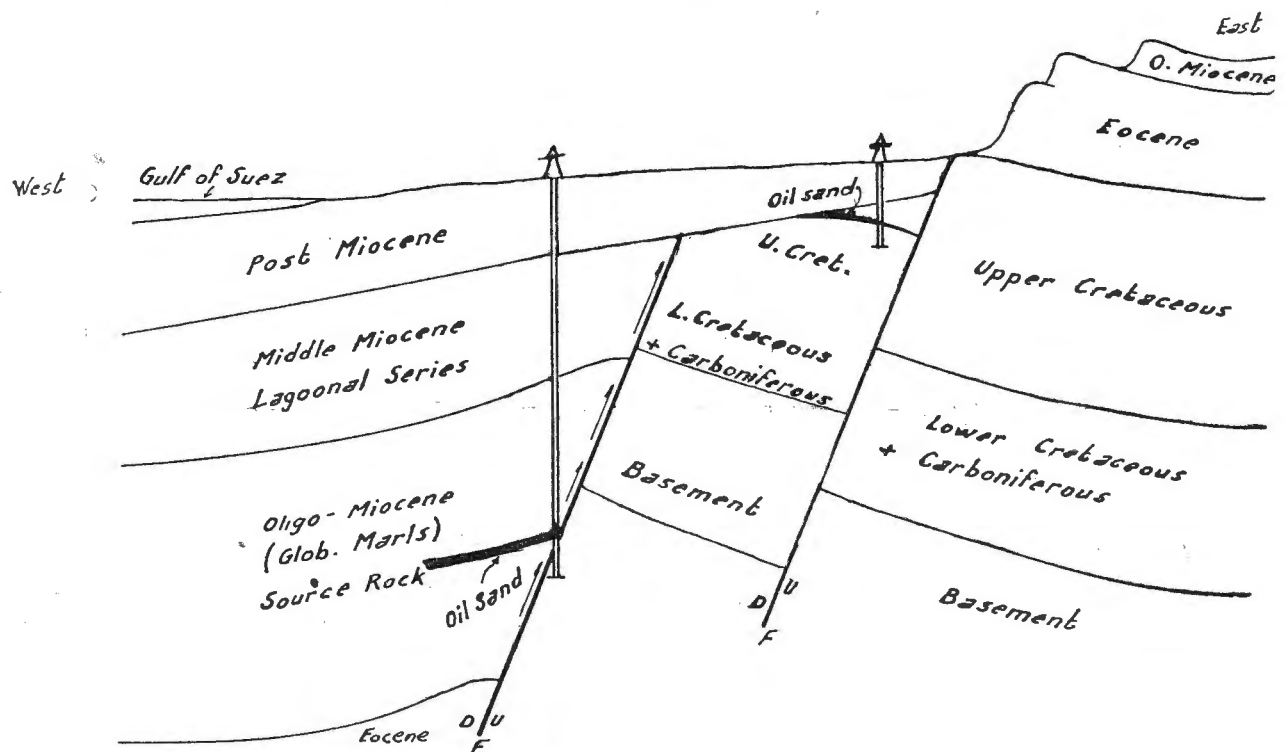 East
O. Miocene
Eocene
West
Gulf of Suez
Oil sand
Post Miocene
U. Cret.
Upper Cretaceous
Middle Miocene
Lagoonal Series
L. Cretaceous
+ Carboniferous
Lower Cretaceous
+ Carboniferous
Basement
Oligo-Miocene
(Glob. Marls)
Source Rock
Oil Sand
D U
F
Basement
Eocene
D U
F